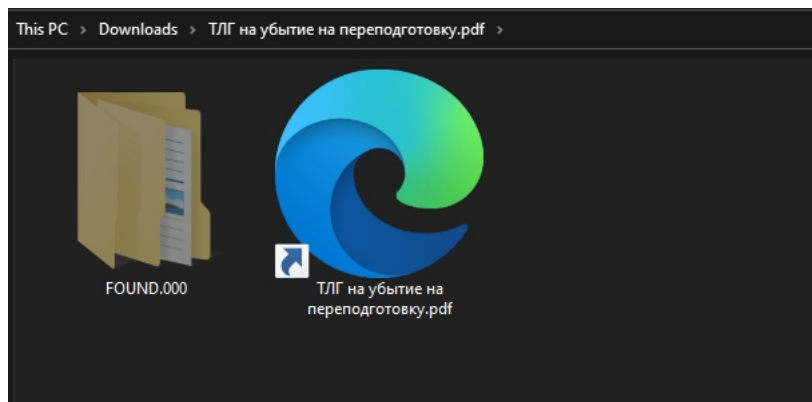 This PC > Downloads > ТЛГ на убытие на переподготовку.pdf >
FOUND.000
ТЛГ на убытие на
переподготовку.pdf